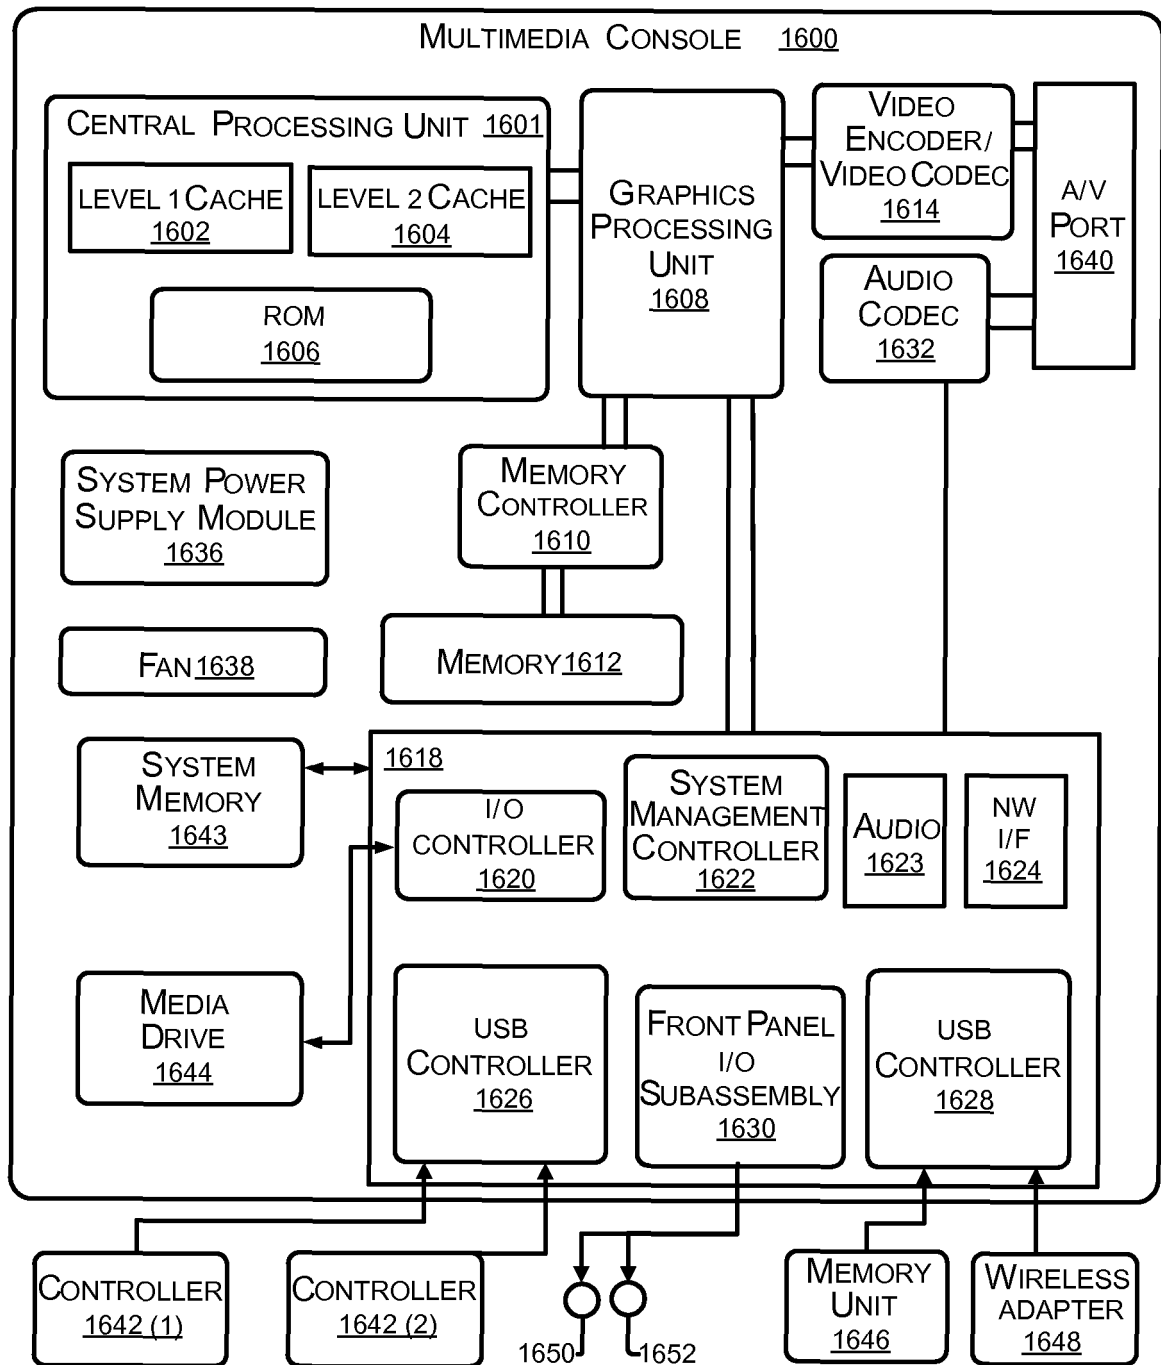 MULTIMEDIA CONSOLE 1600
CENTRAL PROCESSING UNIT 1601
LEVEL 1 CACHE
1602
LEVEL 2 CACHE
1604
ROM
1606
GRAPHICS
PROCESSING
UNIT
1608
VIDEO
ENCODER/
VIDEO CODEC
1614
A/V
PORT
1640
AUDIO
CODEC
1632
SYSTEM POWER
SUPPLY MODULE
1636
MEMORY
CONTROLLER
1610
FAN 1638
MEMORY 1612
SYSTEM
MEMORY
1643
1618
I/O
CONTROLLER
1620
SYSTEM
MANAGEMENT
CONTROLLER
1622
AUDIO
1623
NW
I/F
1624
MEDIA
DRIVE
1644
USB
CONTROLLER
1626
FRONT PANEL
I/O
SUBASSEMBLY
1630
USB
CONTROLLER
1628
CONTROLLER
1642 (1)
CONTROLLER
1642 (2)
1650
1652
MEMORY
UNIT
1646
WIRELESS
ADAPTER
1648